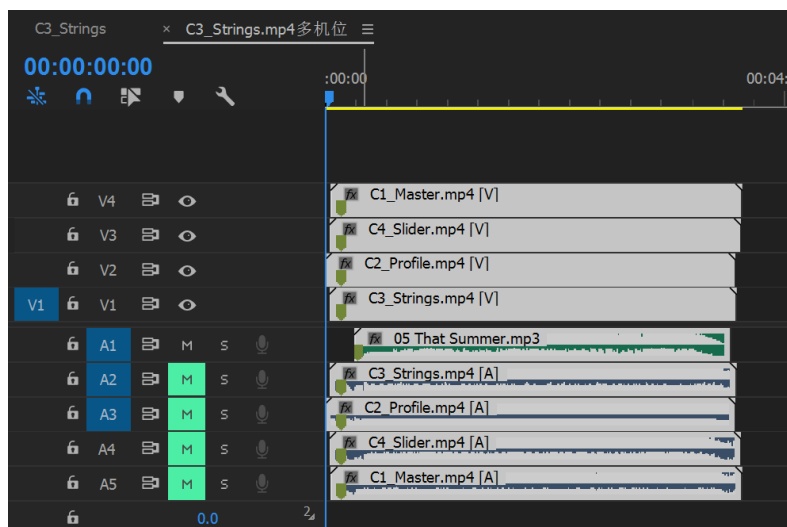 C3_Strings × C3_Strings.mp4多机位 ☰
00:00:00:00
:00:00 00:04:
V4 fx C1_Master.mp4 [V]
V3 fx C4_Slider.mp4 [V]
V2 fx C2_Profile.mp4 [V]
V1 V1 fx C3_Strings.mp4 [V]
A1 M S fx 05 That Summer.mp3
A2 M S fx C3_Strings.mp4 [A]
A3 M S fx C2_Profile.mp4 [A]
A4 M S fx C4_Slider.mp4 [A]
A5 M S fx C1_Master.mp4 [A]
0.0 2